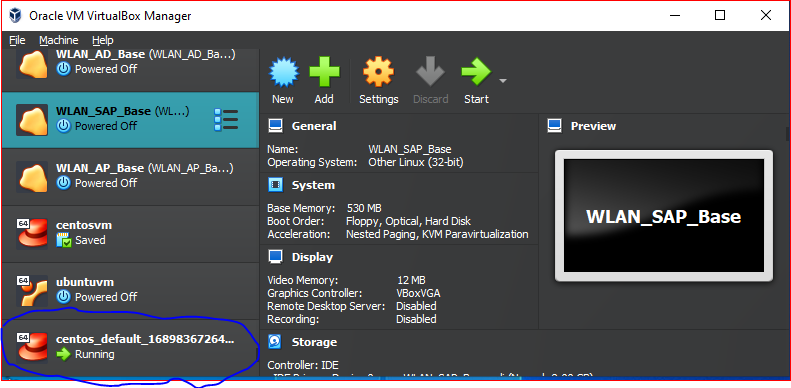 Oracle VM VirtualBox Manager
File Machine Help
WLAN_AD_Base (WLAN_AD_Ba...)
Powered Off
WLAN_SAP_Base (WL...)
Powered Off
WLAN_AP_Base (WLAN_AP_Ba...)
Powered Off
64
centosvm
Saved
64
ubuntuvm
Powered Off
64
centos_default_16898367264...
Running
New Add Settings Discard Start
General
Name: WLAN_SAP_Base
Operating System: Other Linux (32-bit)
System
Base Memory: 530 MB
Boot Order: Floppy, Optical, Hard Disk
Acceleration: Nested Paging, KVM Paravirtualization
Display
Video Memory: 12 MB
Graphics Controller: VBoxVGA
Remote Desktop Server: Disabled
Recording: Disabled
Storage
Controller: IDE
Preview
WLAN_SAP_Base